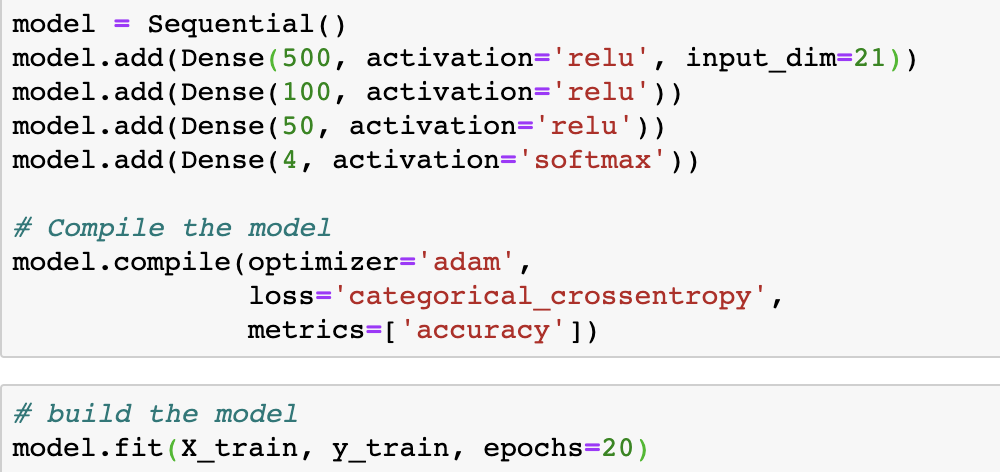 model = Sequential()
model.add(Dense(500, activation='relu', input_dim=21))
model.add(Dense(100, activation='relu'))
model.add(Dense(50, activation='relu'))
model.add(Dense(4, activation='softmax'))
# Compile the model
model.compile(optimizer='adam',
              loss='categorical_crossentropy',
              metrics=['accuracy'])
# build the model
model.fit(X_train, y_train, epochs=20)